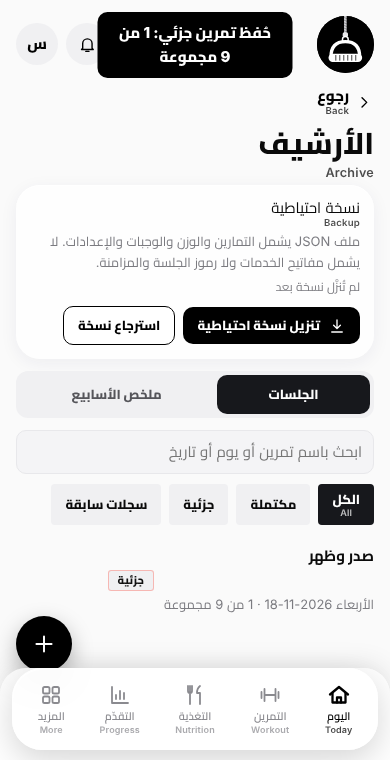 حُفظ تمرين جزئي: 1 من
9 مجموعة
س
رجوع
Back
الأرشيف
Archive
نسخة احتياطية
Backup
ملف JSON يشمل التمارين والوزن والوجبات والإعدادات. لا
يشمل مفاتيح الخدمات ولا رموز الجلسة والمزامنة.
لم تُنزَّل نسخة بعد
تنزيل نسخة احتياطية
استرجاع نسخة
الجلسات
ملخص الأسابيع
ابحث باسم تمرين أو يوم أو تاريخ
الكل
All
مكتملة
جزئية
سجلات سابقة
صدر وظهر
جزئية
الأربعاء 2026-11-18 · 1 من 9 مجموعة
اليوم
Today
التمرين
Workout
التغذية
Nutrition
التقدّم
Progress
المزيد
More